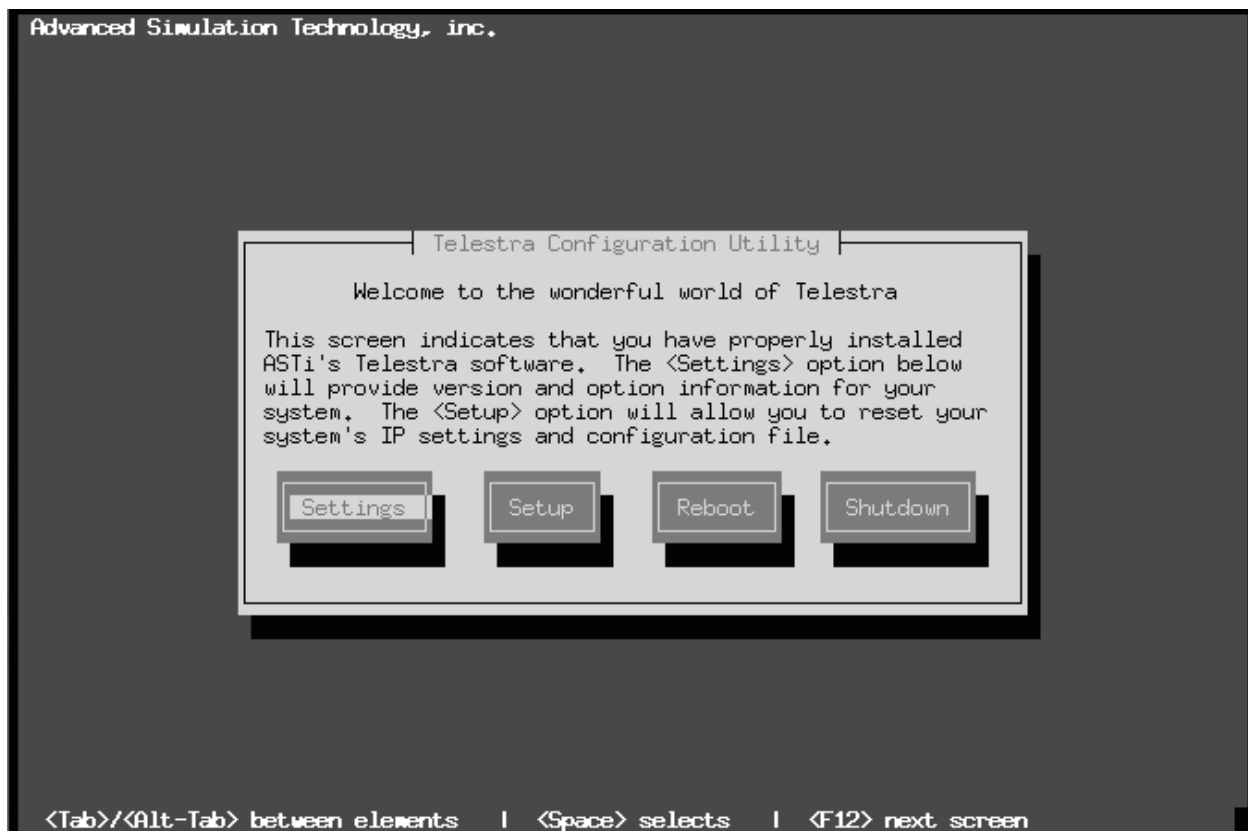 Advanced Simulation Technology, inc.
Telestra Configuration Utility
Welcome to the wonderful world of Telestra
This screen indicates that you have properly installed
ASTi's Telestra software. The <Settings> option below
will provide version and option information for your
system. The <Setup> option will allow you to reset your
system's IP settings and configuration file.
Settings Setup Reboot Shutdown
<Tab>/<Alt-Tab> between elements | <Space> selects | <F12> next screen